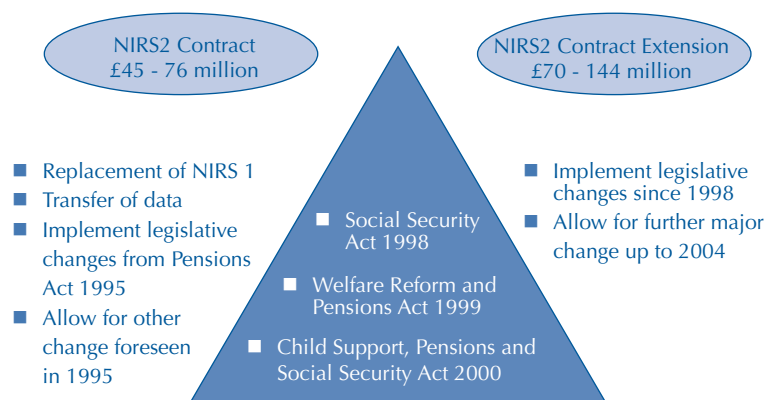 NIRS2 Contract
£45 - 76 million
NIRS2 Contract Extension
£70 - 144 million
■ Replacement of NIRS 1
■ Transfer of data
■ Implement legislative
changes from Pensions
Act 1995
■ Allow for other
change foreseen
in 1995
■ Social Security
Act 1998
■ Welfare Reform and
Pensions Act 1999
■ Child Support, Pensions and
Social Security Act 2000
■ Implement legislative
changes since 1998
■ Allow for further major
change up to 2004